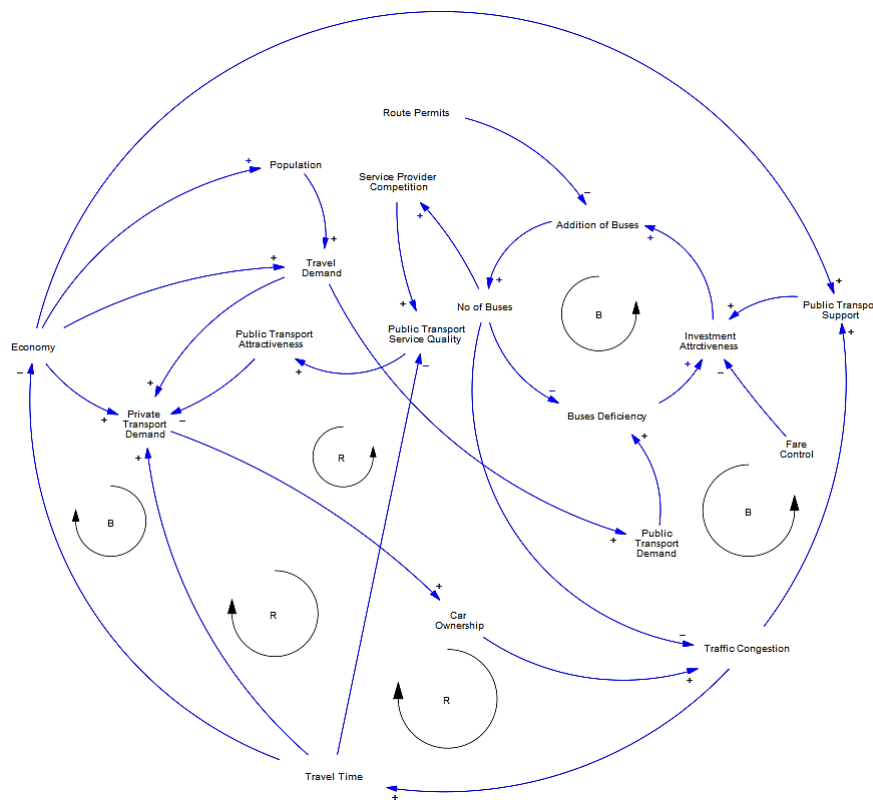 Route Permits
Population
Service Provider
Competition
+
+
-
Addition of Buses
+
+
Travel
Demand
+
+
+
+
Public Transpo
Support
+
No of Buses
+
Public Transport
Service Quality
Public Transport
Attractiveness
B
Investment
Attrctiveness
+
Economy
-
+
-
+
-
+
-
Private
Transport
Demand
+
-
Buses Deficiency
+
+
Fare
Control
R
B
B
Public
Transport
Demand
+
+
Car
Ownership
R
-
Traffic Congestion
+
R
Travel Time
+